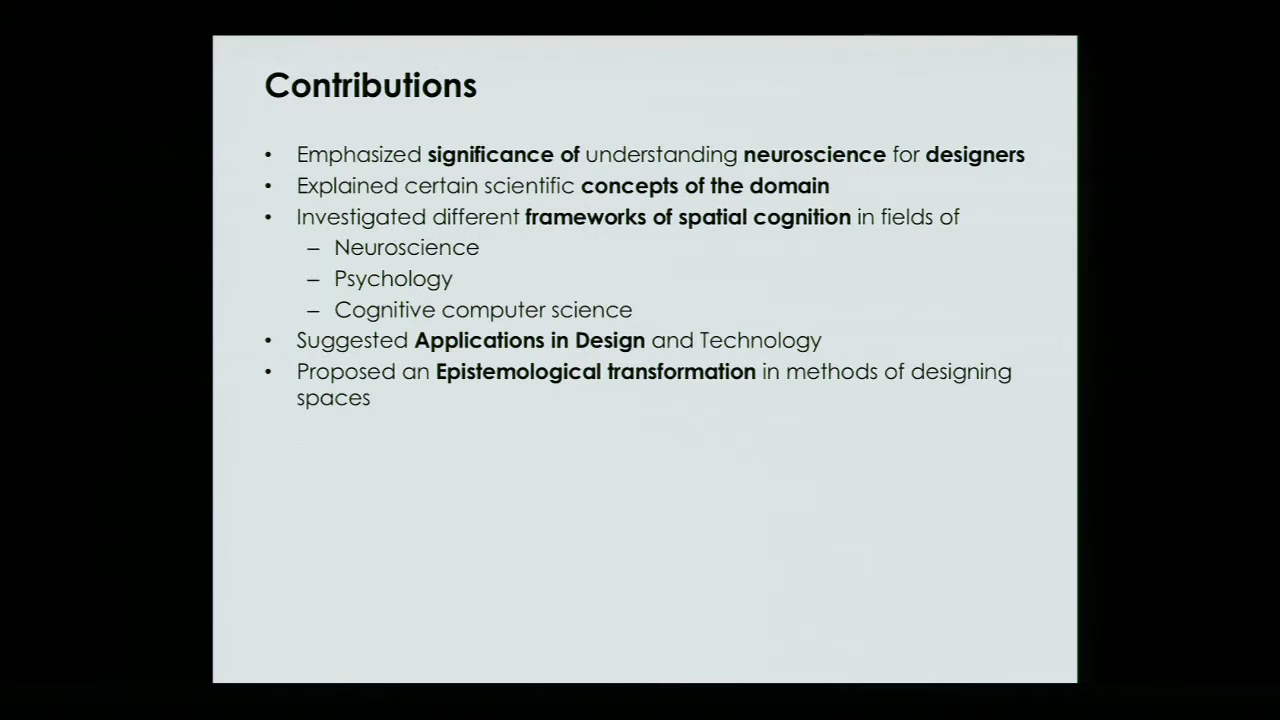 Contributions
• Emphasized significance of understanding neuroscience for designers
• Explained certain scientific concepts of the domain
• Investigated different frameworks of spatial cognition in fields of
– Neuroscience
– Psychology
– Cognitive computer science
• Suggested Applications in Design and Technology
• Proposed an Epistemological transformation in methods of designing
spaces